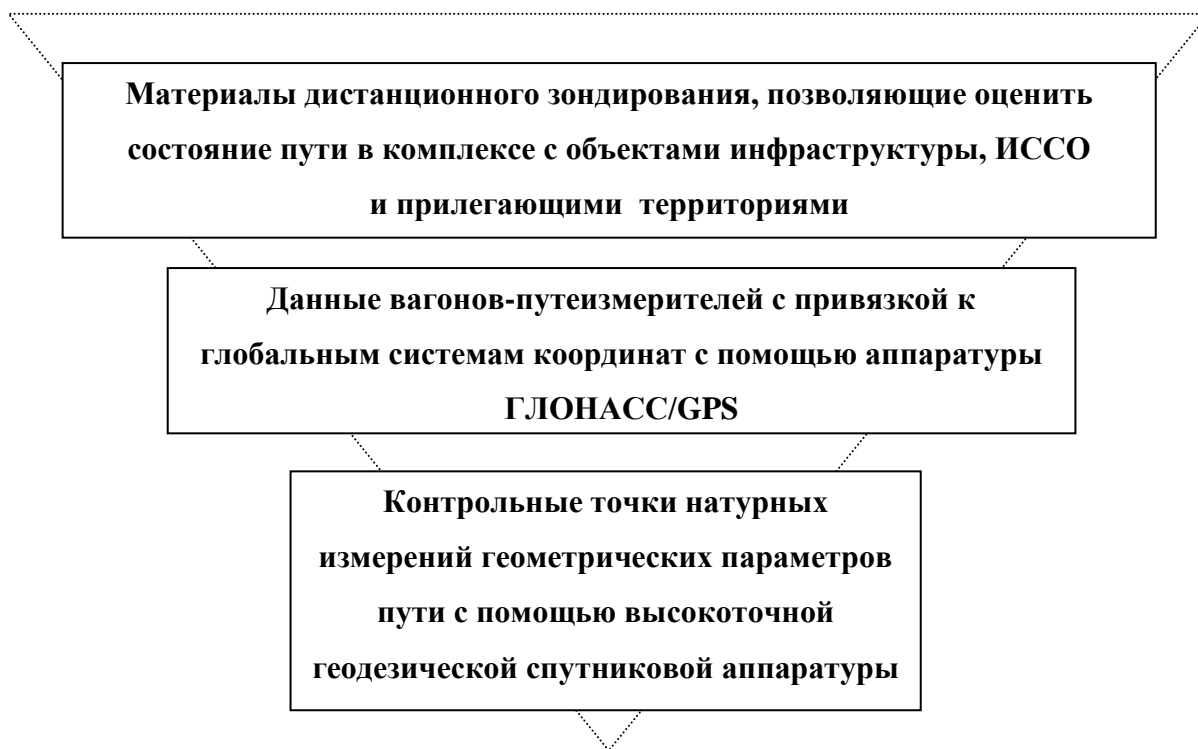 Материалы дистанционного зондирования, позволяющие оценить
состояние пути в комплексе с объектами инфраструктуры, ИССО
и прилегающими территориями
Данные вагонов-путеизмерителей с привязкой к
глобальным системам координат с помощью аппаратуры
ГЛОНАСС/GPS
Контрольные точки натурных
измерений геометрических параметров
пути с помощью высокоточной
геодезической спутниковой аппаратуры